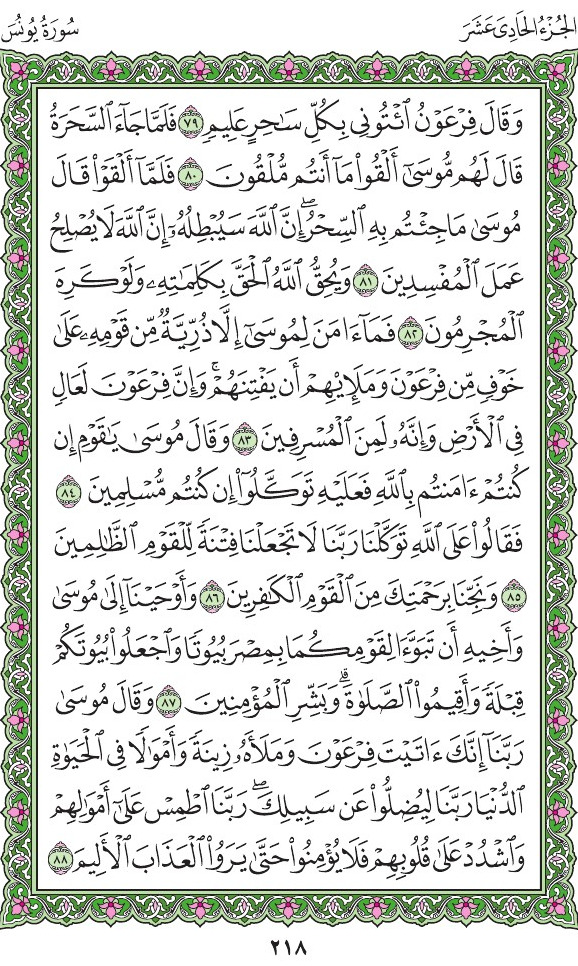 الجُزْءُ الحَادِى عَشَرَ
سُورَةُ يُونُسَ
وَقَالَ فِرْعَوْنُ ٱئْتُونِى بِكُلِّ سَٰحِرٍ عَلِيمٍ ٧٩ فَلَمَّا جَآءَ ٱلسَّحَرَةُ
قَالَ لَهُم مُّوسَىٰٓ أَلْقُوا۟ مَآ أَنتُم مُّلْقُونَ ٨٠ فَلَمَّآ أَلْقَوْا۟ قَالَ
مُوسَىٰ مَا جِئْتُم بِهِ ٱلسِّحْرُۖ إِنَّ ٱللَّهَ سَيُبْطِلُهُۥٓ إِنَّ ٱللَّهَ لَا يُصْلِحُ
عَمَلَ ٱلْمُفْسِدِينَ ٨١ وَيُحِقُّ ٱللَّهُ ٱلْحَقَّ بِكَلِمَٰتِهِۦ وَلَوْ كَرِهَ
ٱلْمُجْرِمُونَ ٨٢ فَمَآ ءَامَنَ لِمُوسَىٰٓ إِلَّا ذُرِّيَّةٌ مِّن قَوْمِهِۦ عَلَىٰ
خَوْفٍ مِّن فِرْعَوْنَ وَمَلَإِيهِمْ أَن يَفْتِنَهُمْۚ وَإِنَّ فِرْعَوْنَ لَعَالٍ
فِى ٱلْأَرْضِ وَإِنَّهُۥ لَمِنَ ٱلْمُسْرِفِينَ ٨٣ وَقَالَ مُوسَىٰ يَٰقَوْمِ إِن
كُنتُمْ ءَامَنتُم بِٱللَّهِ فَعَلَيْهِ تَوَكَّلُوٓا۟ إِن كُنتُم مُّسْلِمِينَ ٨٤
فَقَالُوا۟ عَلَى ٱللَّهِ تَوَكَّلْنَا رَبَّنَا لَا تَجْعَلْنَا فِتْنَةً لِّلْقَوْمِ ٱلظَّٰلِمِينَ
٨٥ وَنَجِّنَا بِرَحْمَتِكَ مِنَ ٱلْقَوْمِ ٱلْكَٰفِرِينَ ٨٦ وَأَوْحَيْنَآ إِلَىٰ مُوسَىٰ
وَأَخِيهِ أَن تَبَوَّءَا لِقَوْمِكُمَا بِمِصْرَ بُيُوتًا وَٱجْعَلُوا۟ بُيُوتَكُمْ
قِبْلَةً وَأَقِيمُوا۟ ٱلصَّلَوٰةَۗ وَبَشِّرِ ٱلْمُؤْمِنِينَ ٨٧ وَقَالَ مُوسَىٰ
رَبَّنَآ إِنَّكَ ءَاتَيْتَ فِرْعَوْنَ وَمَلَأَهُۥ زِينَةً وَأَمْوَٰلًا فِى ٱلْحَيَوٰةِ
ٱلدُّنْيَا رَبَّنَا لِيُضِلُّوا۟ عَن سَبِيلِكَۖ رَبَّنَا ٱطْمِسْ عَلَىٰٓ أَمْوَٰلِهِمْ
وَٱشْدُدْ عَلَىٰ قُلُوبِهِمْ فَلَا يُؤْمِنُوا۟ حَتَّىٰ يَرَوُا۟ ٱلْعَذَابَ ٱلْأَلِيمَ ٨٨
٢١٨